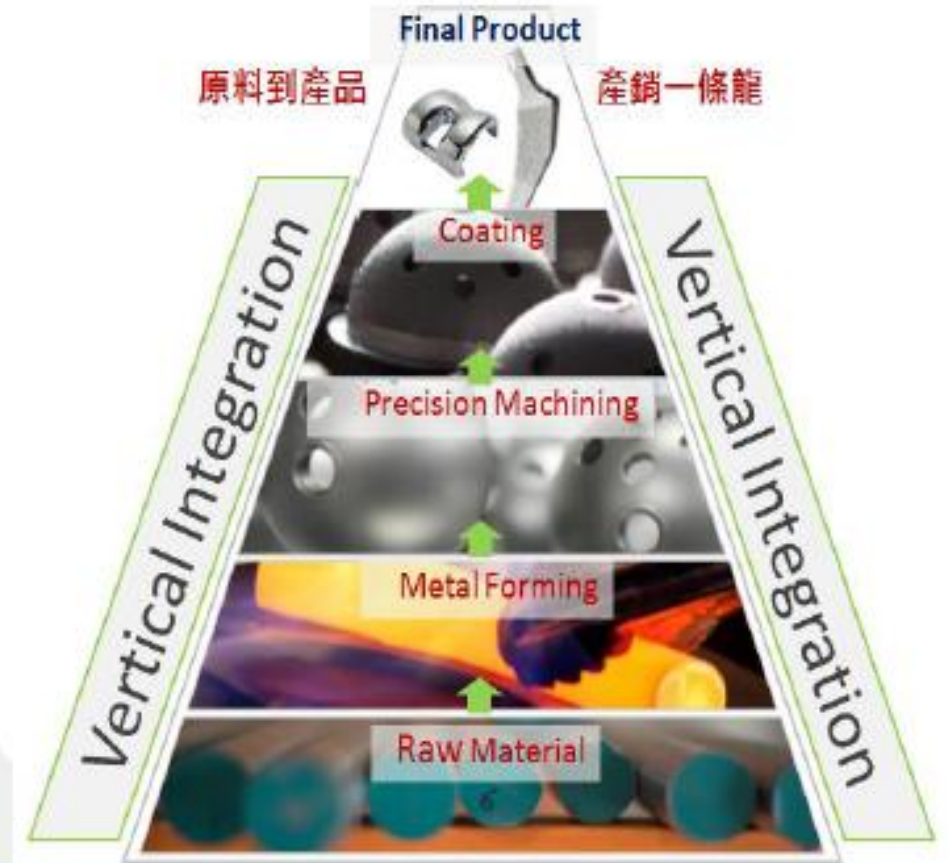 Final Product
原料到產品
產銷一條龍
Coating
Vertical Integration
Vertical Integration
Precision Machining
Metal Forming
Raw Material
6